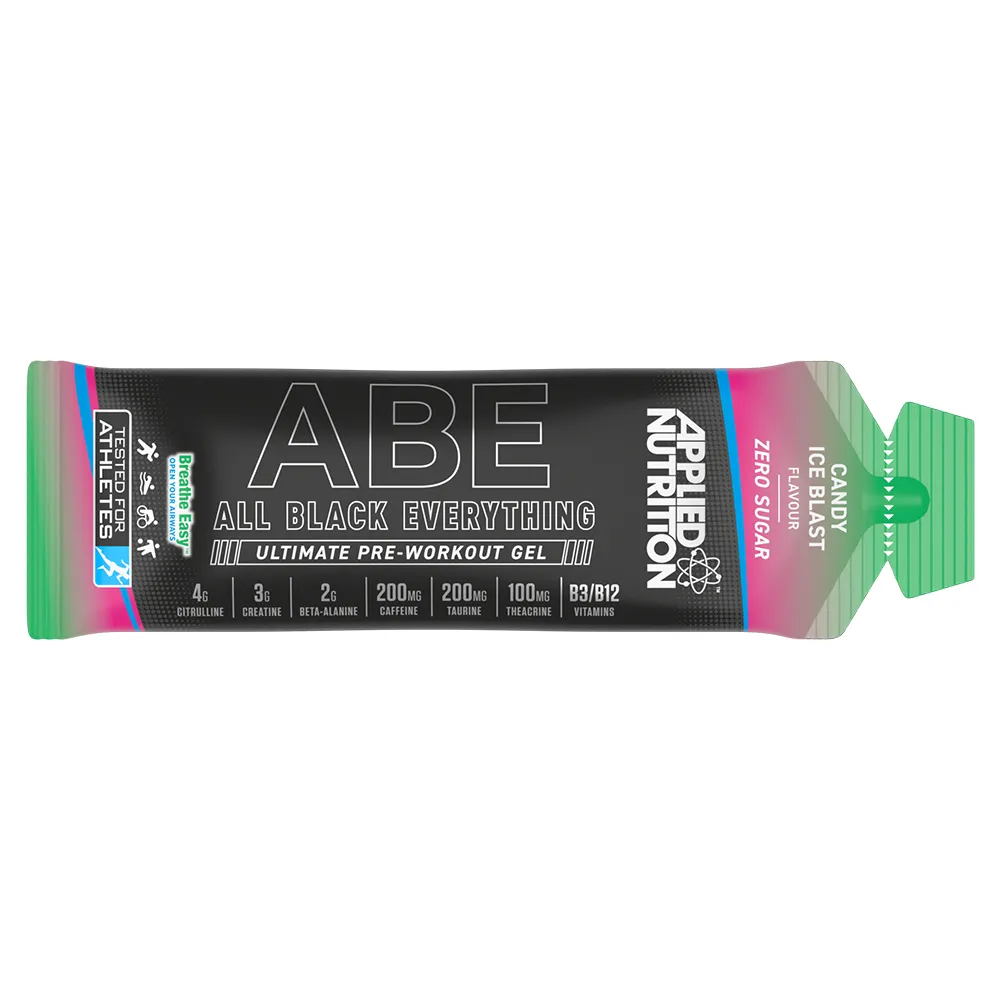 TESTED FOR
ATHLETES
Breathe Easy™
OPEN YOUR AIRWAYS
ABE
ALL BLACK EVERYTHING
ULTIMATE PRE-WORKOUT GEL
4G
CITRULLINE
3G
CREATINE
2G
BETA-ALANINE
200MG
CAFFEINE
200MG
TAURINE
100MG
THEACRINE
B3/B12
VITAMINS
APPLIED
NUTRITION™
ZERO SUGAR
CANDY
ICE BLAST
FLAVOUR